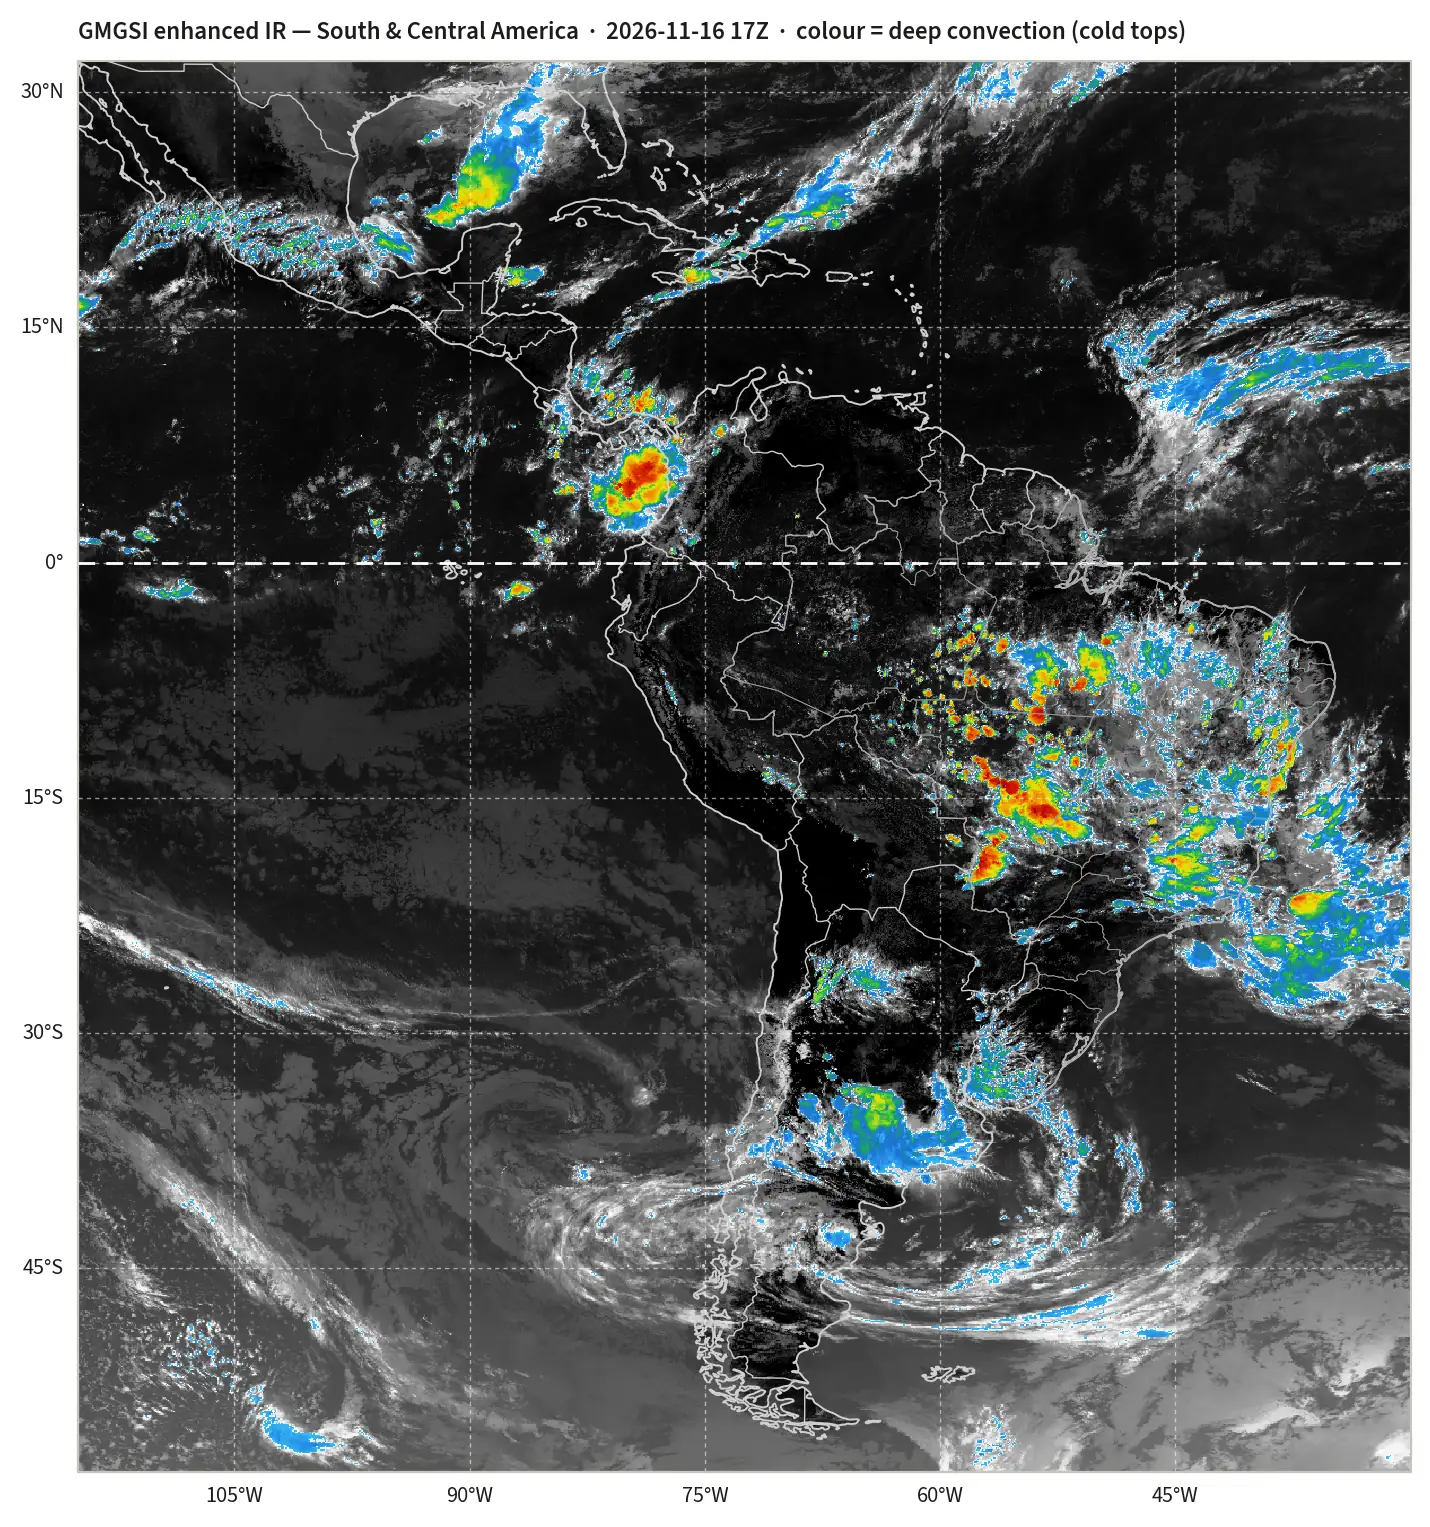 GMGSI enhanced IR — South & Central America · 2026-11-16 17Z · colour = deep convection (cold tops)
30°N
15°N
0°
15°S
30°S
45°S
105°W
90°W
75°W
60°W
45°W